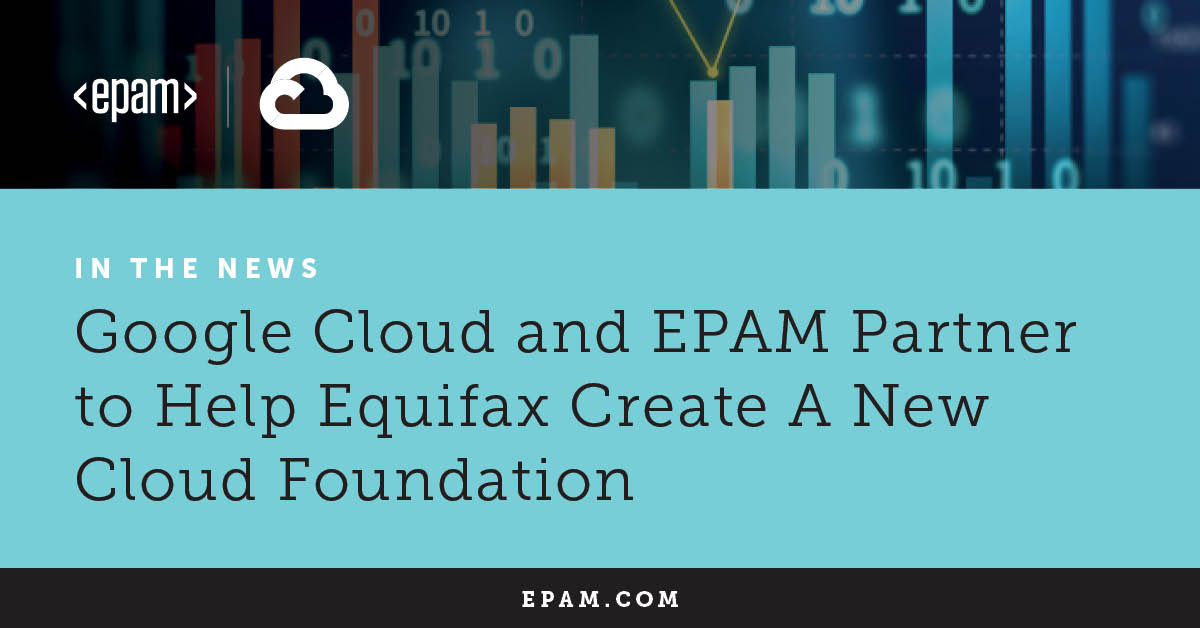 <epam>
IN THE NEWS
Google Cloud and EPAM Partner
to Help Equifax Create A New
Cloud Foundation
EPAM.COM